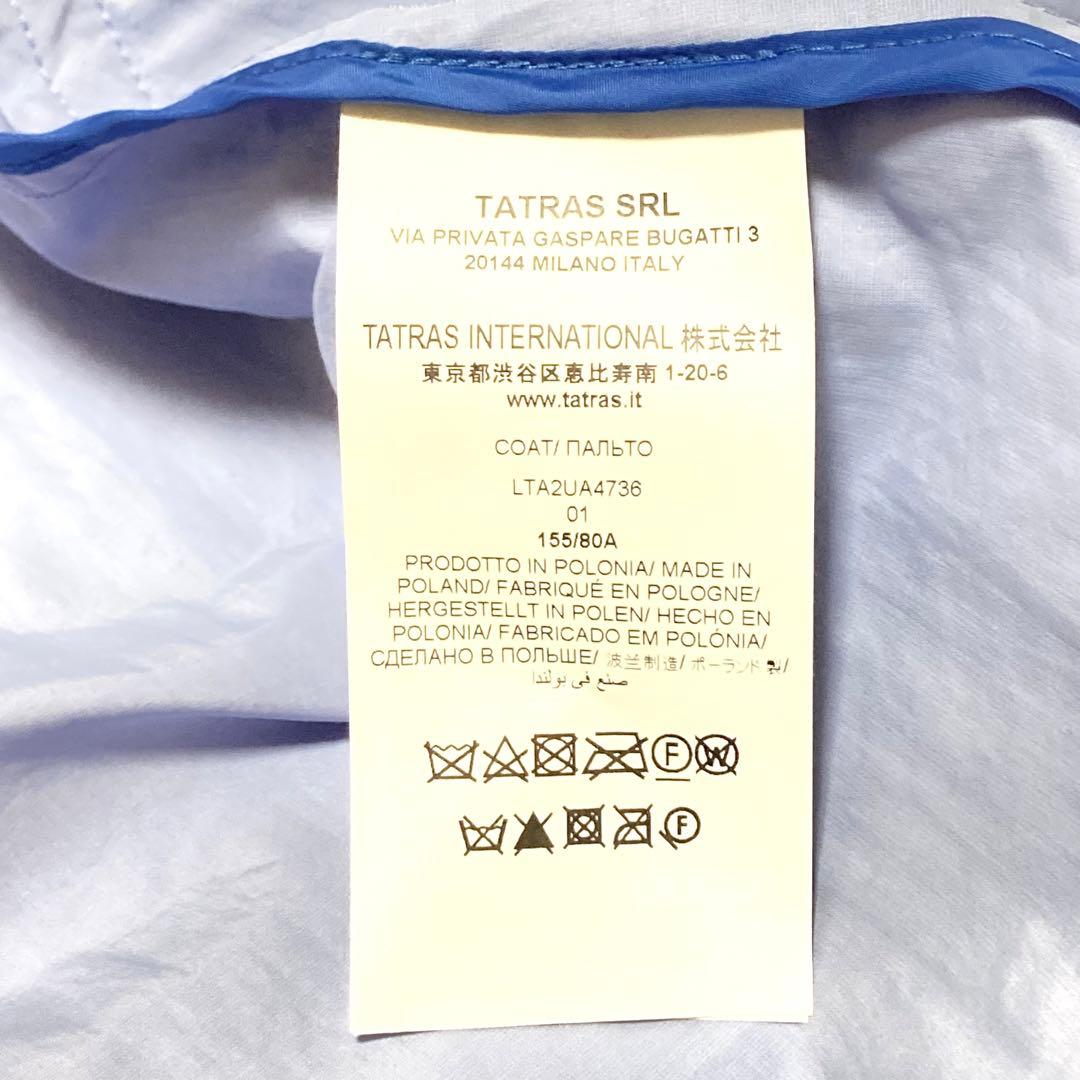 TATRAS SRL
VIA PRIVATA GASPARE BUGATTI 3
20144 MILANO ITALY
TATRAS INTERNATIONAL 株式会社
東京都渋谷区恵比寿南 1-20-6
www.tatras.it
COAT/ ПАЛЬТО
LTA2UA4736
01
155/80A
PRODOTTO IN POLONIA/ MADE IN
POLAND/ FABRIQUÉ EN POLOGNE/
HERGESTELLT IN POLEN/ HECHO EN
POLONIA/ FABRICADO EM POLÓNIA/
СДЕЛАНО В ПОЛЬШЕ/ 波兰制造/ ポーランド製/
صنع في بولندا
F W
F